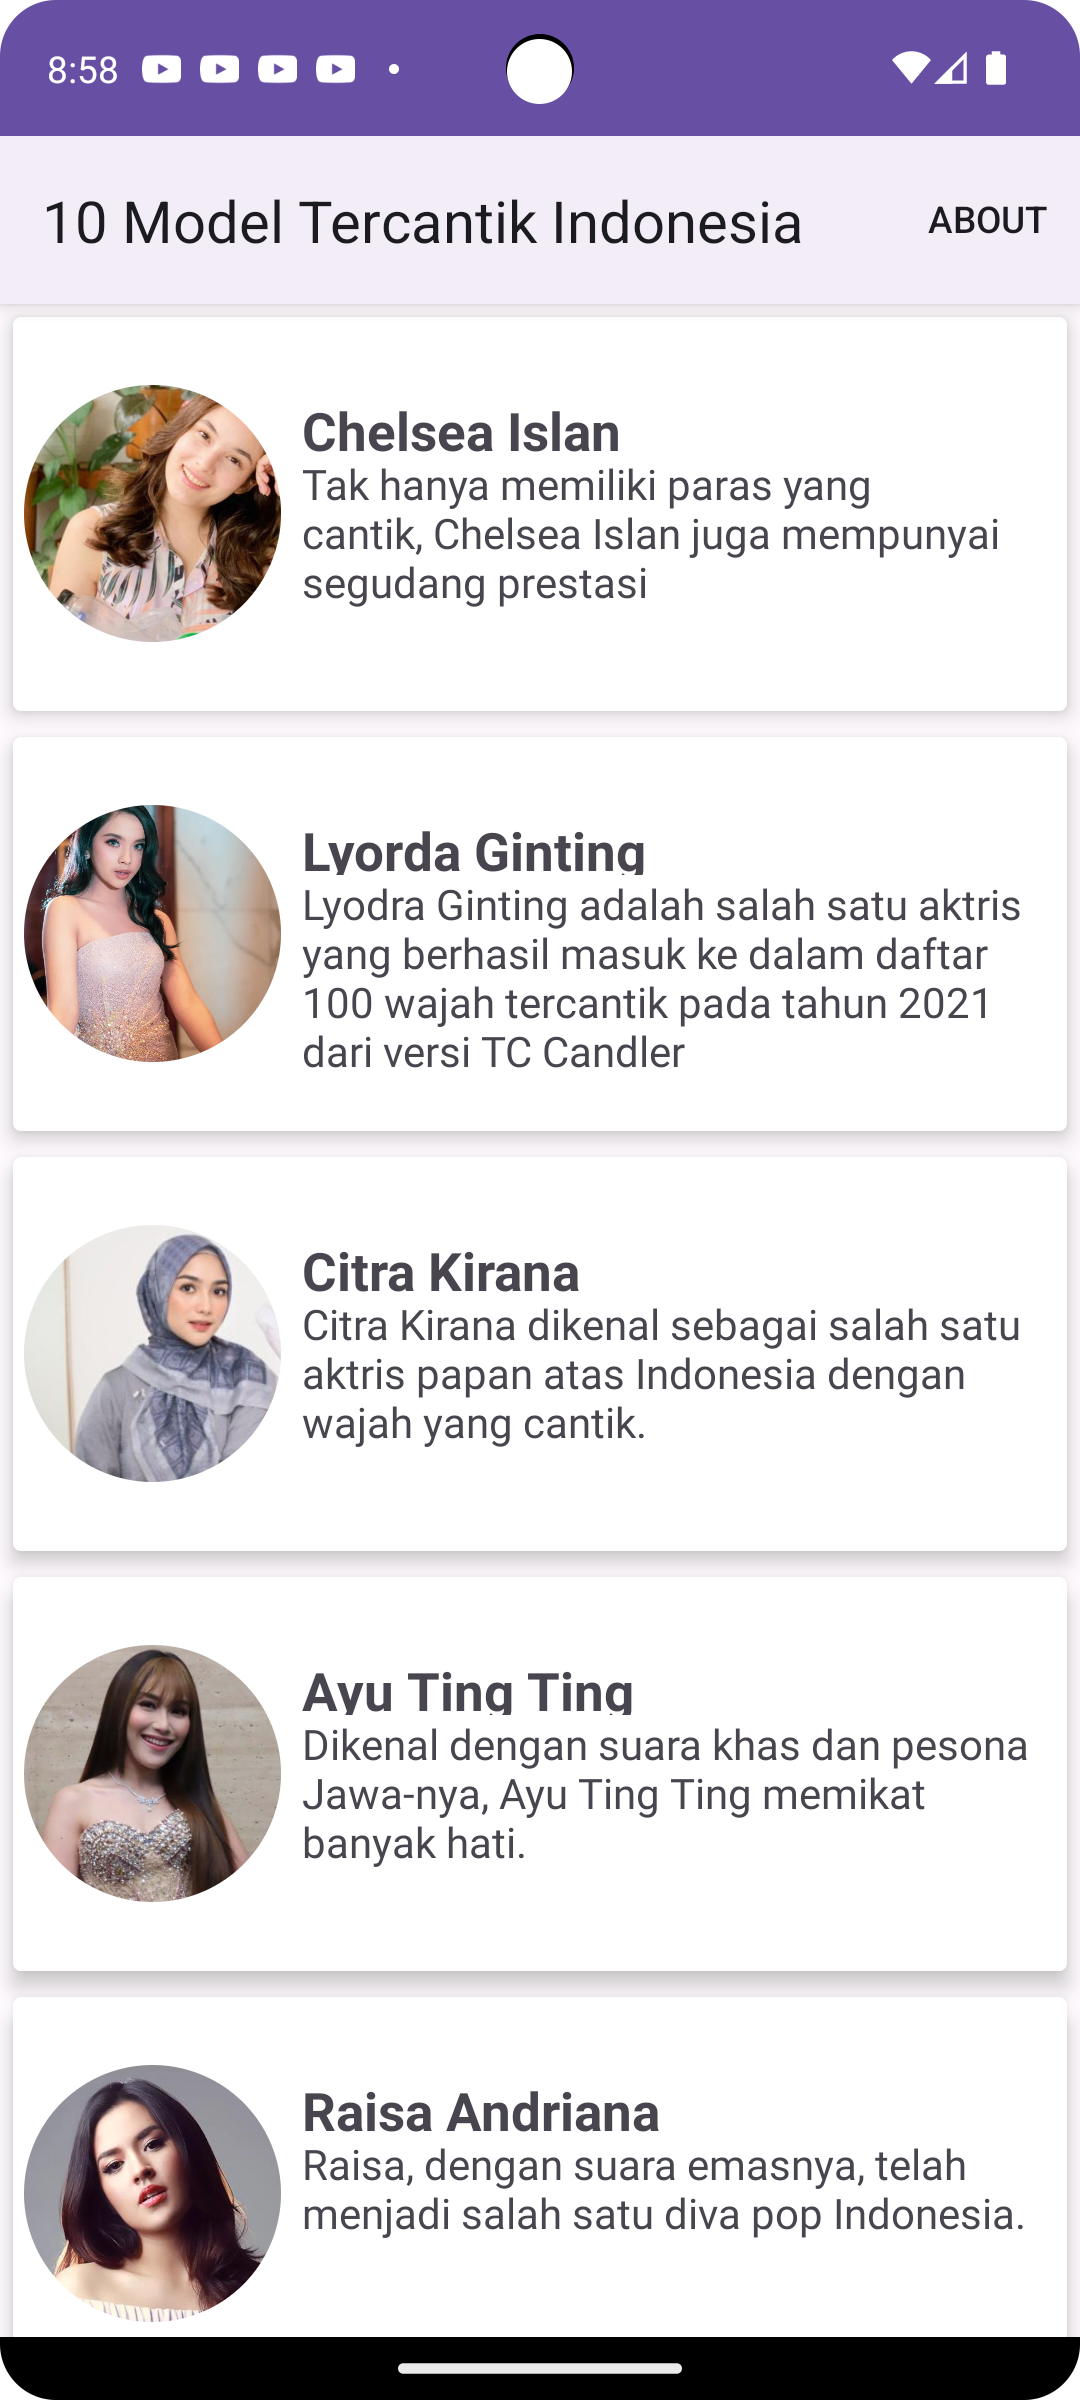 8:58
10 Model Tercantik Indonesia
ABOUT
Chelsea Islan
Tak hanya memiliki paras yang
cantik, Chelsea Islan juga mempunyai
segudang prestasi
Lyorda Ginting
Lyodra Ginting adalah salah satu aktris
yang berhasil masuk ke dalam daftar
100 wajah tercantik pada tahun 2021
dari versi TC Candler
Citra Kirana
Citra Kirana dikenal sebagai salah satu
aktris papan atas Indonesia dengan
wajah yang cantik.
Ayu Ting Ting
Dikenal dengan suara khas dan pesona
Jawa-nya, Ayu Ting Ting memikat
banyak hati.
Raisa Andriana
Raisa, dengan suara emasnya, telah
menjadi salah satu diva pop Indonesia.